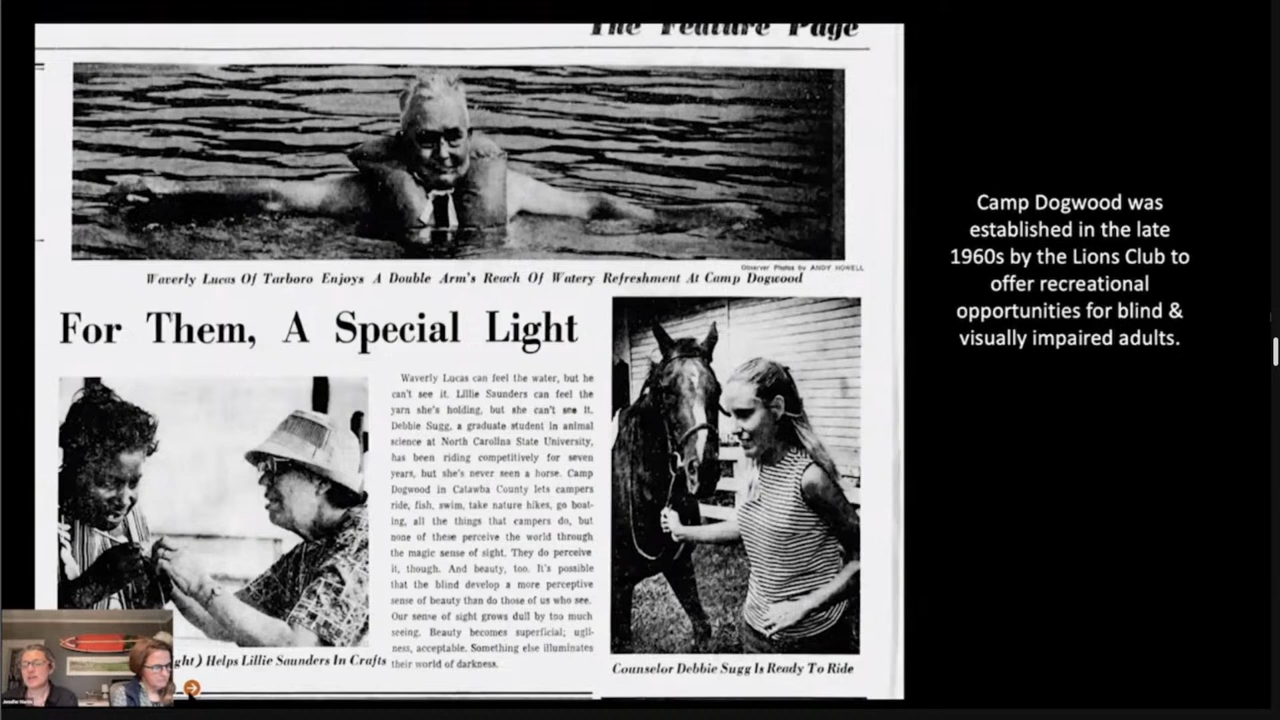 The Feature Page
Observer Photos by ANDY HOWELL
Waverly Lucas Of Tarboro Enjoys A Double Arm's Reach Of Watery Refreshment At Camp Dogwood
For Them, A Special Light
Waverly Lucas can feel the water, but he
can't see it. Lillie Saunders can feel the
yarn she's holding, but she can't see it.
Debbie Sugg, a graduate student in animal
science at North Carolina State University,
has been riding competitively for seven
years, but she's never seen a horse. Camp
Dogwood in Catawba County lets campers
ride, fish, swim, take nature hikes, go boat-
ing, all the things that campers do, but
none of these perceive the world through
the magic sense of sight. They do perceive
it, though. And beauty, too. It's possible
that the blind develop a more perceptive
sense of beauty than do those of us who see.
Our sense of sight grows dull by too much
seeing. Beauty becomes superficial; ugli-
ness, acceptable. Something else illuminates
their world of darkness.
ght) Helps Lillie Saunders In Crafts
Counselor Debbie Sugg Is Ready To Ride
Camp Dogwood was
established in the late
1960s by the Lions Club to
offer recreational
opportunities for blind &
visually impaired adults.
Jennifer